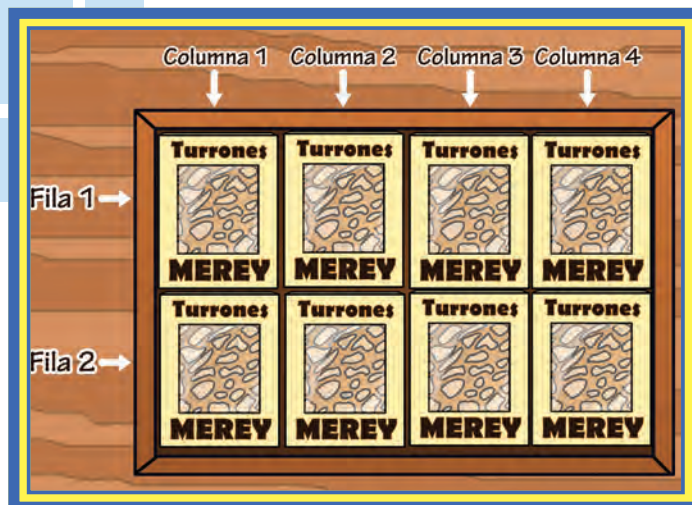 Columna 1 Columna 2 Columna 3 Columna 4
Fila 1
Turrones Turrones Turrones Turrones
MEREY MEREY MEREY MEREY
Fila 2
Turrones Turrones Turrones Turrones
MEREY MEREY MEREY MEREY